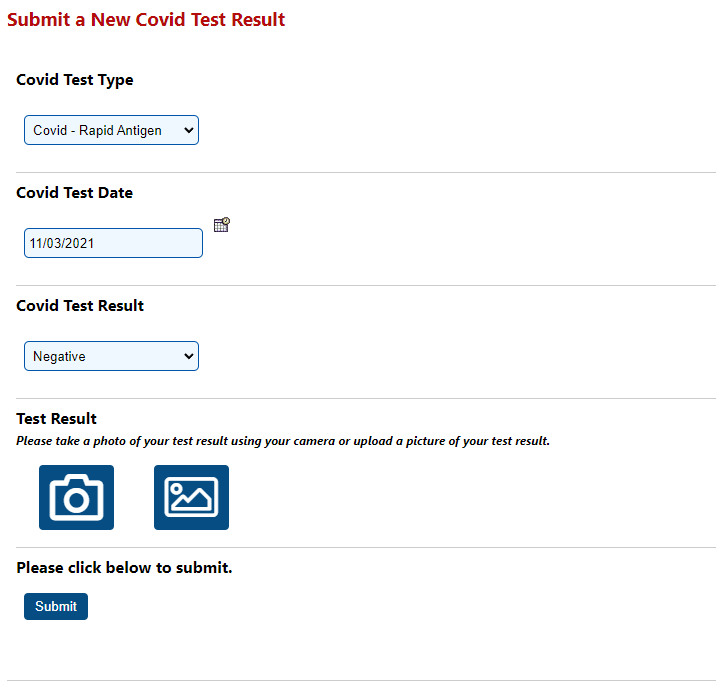 Submit a New Covid Test Result
Covid Test Type
Covid - Rapid Antigen
Covid Test Date
11/03/2021
Covid Test Result
Negative
Test Result
Please take a photo of your test result using your camera or upload a picture of your test result.
Please click below to submit.
Submit